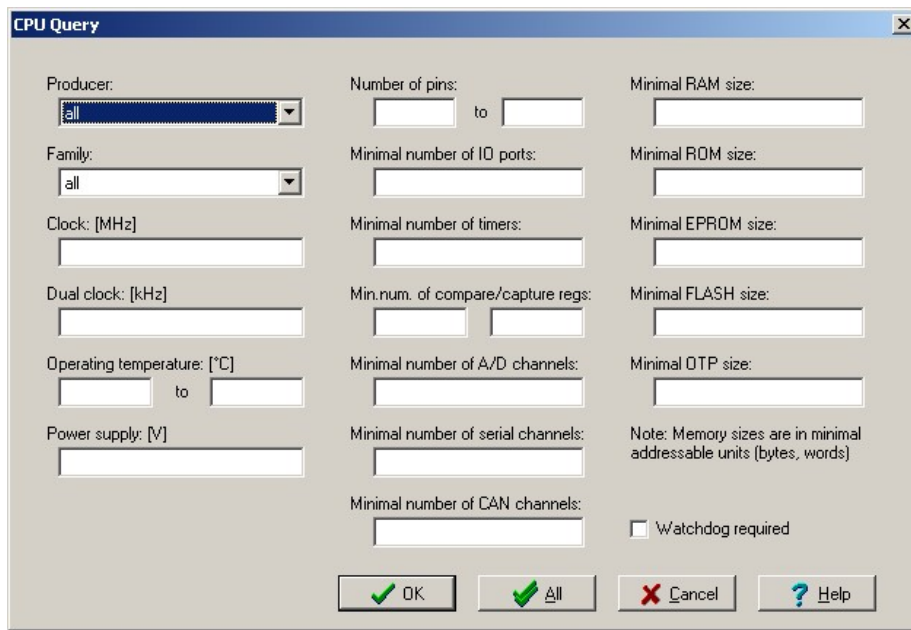 CPU Query
Producer:
all
Family:
all
Clock: [MHz]
Dual clock: [kHz]
Operating temperature: [°C]
to
Power supply: [V]
Number of pins:
to
Minimal number of IO ports:
Minimal number of timers:
Min.num. of compare/capture regs:
Minimal number of A/D channels:
Minimal number of serial channels:
Minimal number of CAN channels:
Minimal RAM size:
Minimal ROM size:
Minimal EPROM size:
Minimal FLASH size:
Minimal OTP size:
Note: Memory sizes are in minimal
addressable units (bytes, words)
Watchdog required
OK
All
Cancel
Help